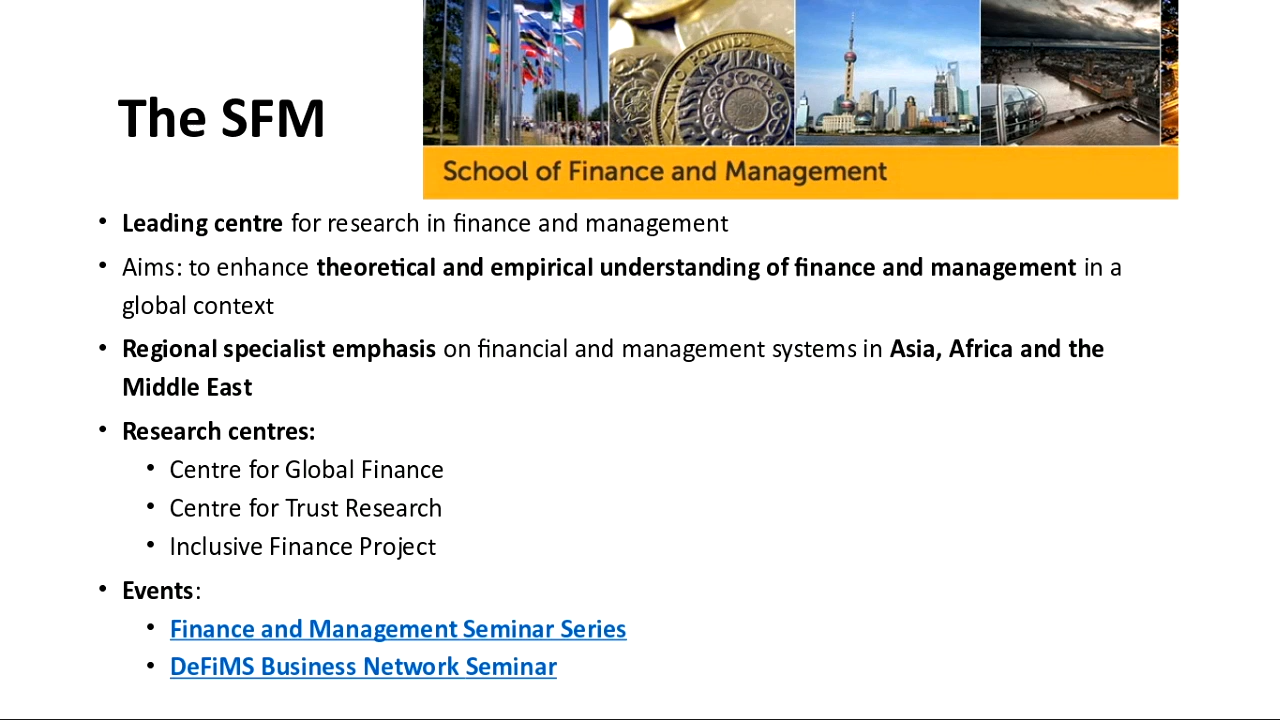 The SFM
TWO POUNDS
School of Finance and Management
• Leading centre for research in finance and management
• Aims: to enhance theoretical and empirical understanding of finance and management in a
global context
• Regional specialist emphasis on financial and management systems in Asia, Africa and the
Middle East
• Research centres:
• Centre for Global Finance
• Centre for Trust Research
• Inclusive Finance Project
• Events:
• Finance and Management Seminar Series
• DeFiMS Business Network Seminar